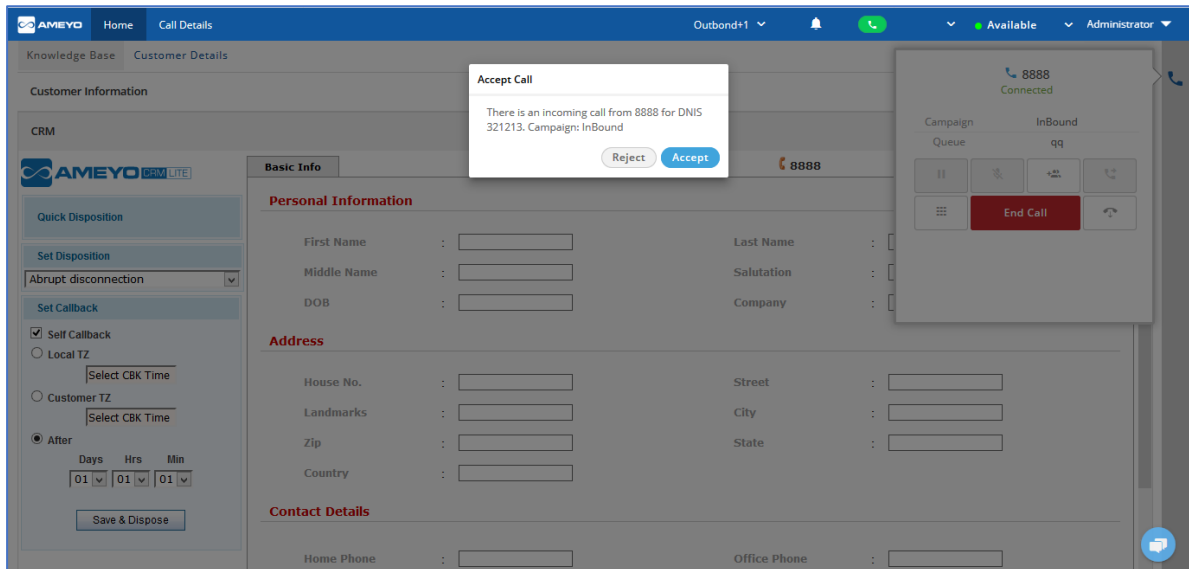 AMEYO Home Call Details Outbond+1 Available Administrator
Knowledge Base Customer Details
Customer Information
CRM
Accept Call
There is an incoming call from 8888 for DNIS
321213. Campaign: InBound
Reject Accept
8888
Connected
Campaign InBound
Queue qq
End Call
AMEYO CRM LITE
Quick Disposition
Set Disposition
Abrupt disconnection
Set Callback
Self Callback
Local TZ
Select CBK Time
Customer TZ
Select CBK Time
After
Days Hrs Min
01 01 01
Save & Dispose
Basic Info 8888
Personal Information
First Name : Last Name :
Middle Name : Salutation :
DOB : Company :
Address
House No. : Street :
Landmarks : City :
Zip : State :
Country :
Contact Details
Home Phone : Office Phone :